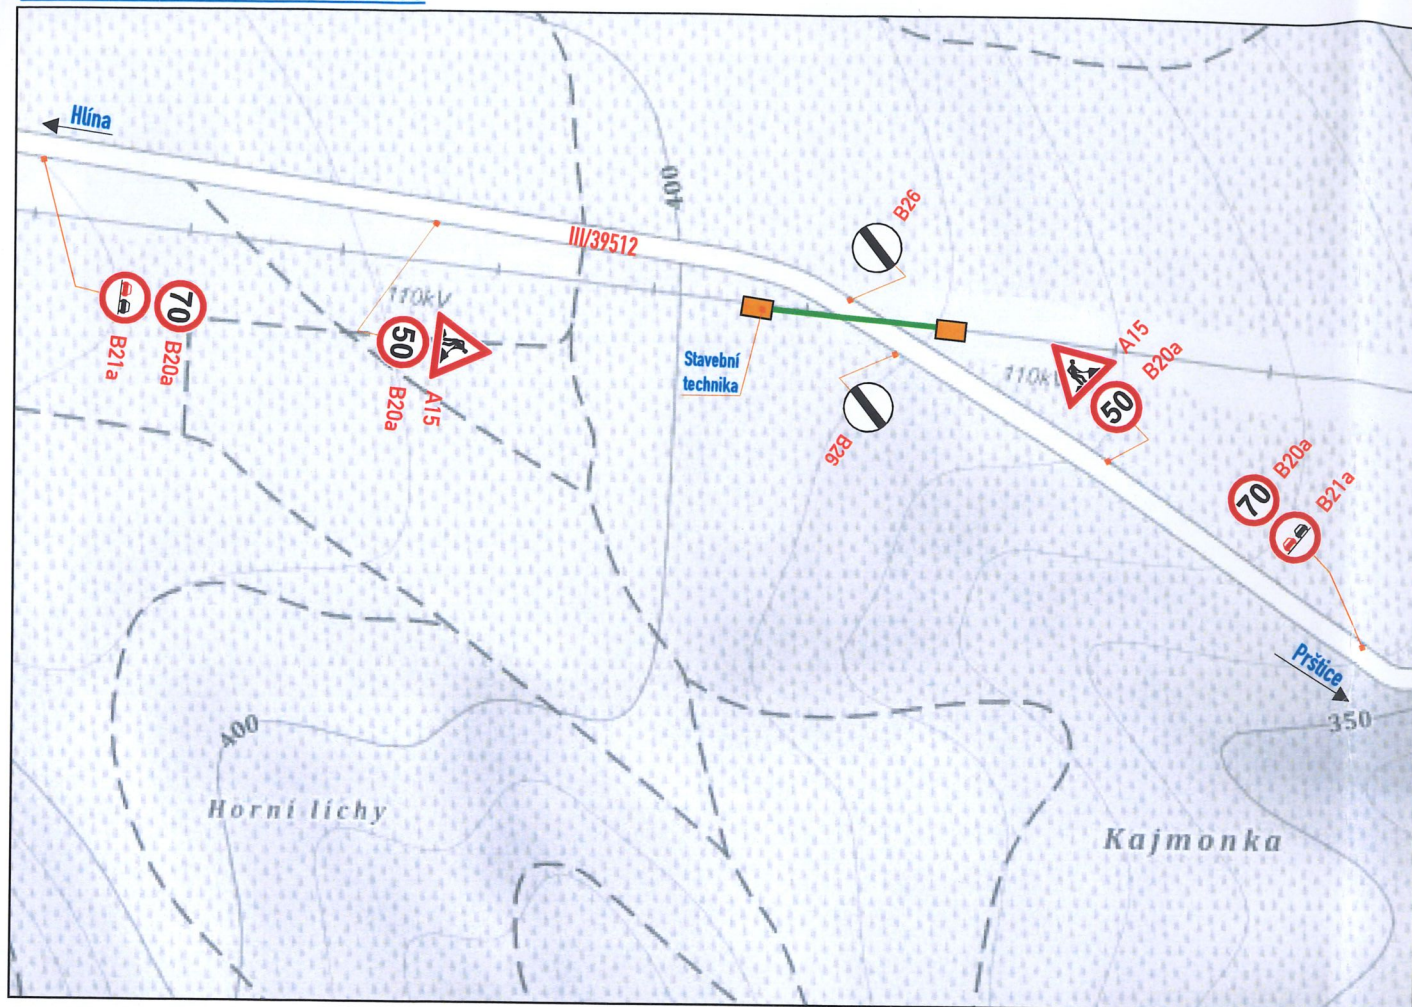 Hlína
400
B26
III/39512
110kV
70
B21a
B20a
50
B20a
A15
Stavební
technika
B26
110kV
A15
B20a
50
B20a
70
B21a
Prštice
350
400
Horní líchy
Kajmonka